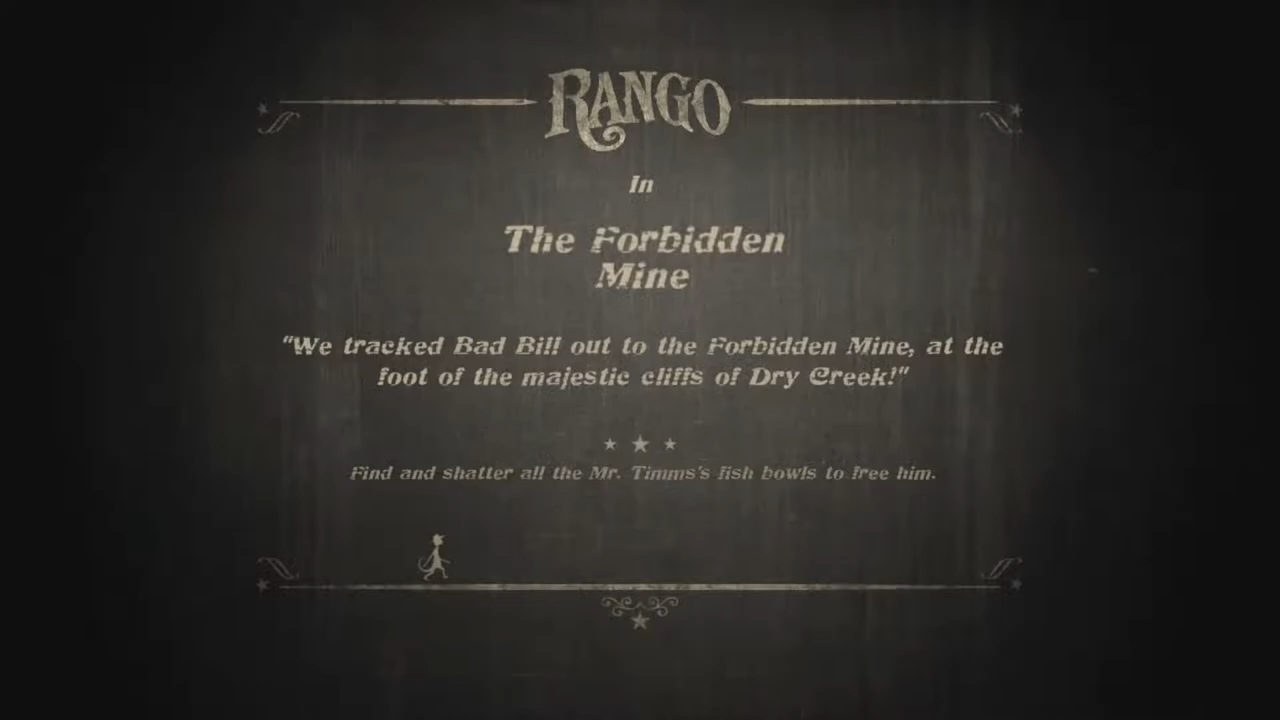 RANGO
In
The Forbidden
Mine
"We tracked Bad Bill out to the Forbidden Mine, at the
foot of the majestic cliffs of Dry Creek!"
Find and shatter all the Mr. Timms's fish bowls to free him.